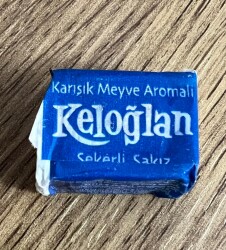 Karışık Meyve Aromalı
Keloğlan
Şekerli Sakız